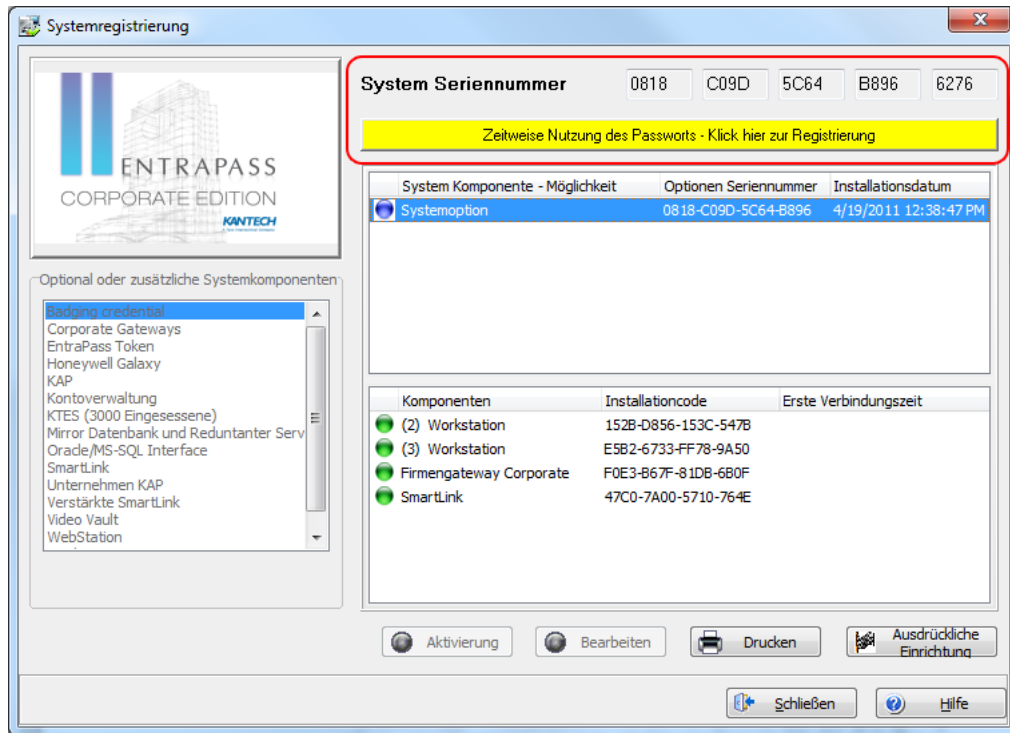 Systemregistrierung
ENTRAPASS
CORPORATE EDITION
KANTECH
System Seriennummer 0818 C09D 5C64 B896 6276
Zeitweise Nutzung des Passworts - Klick hier zur Registrierung
System Komponente - Möglichkeit Optionen Seriennummer Installationsdatum
Systemoption 0818-C09D-5C64-B896 4/19/2011 12:38:47 PM
Optional oder zusätzliche Systemkomponenten
Badging credential
Corporate Gateways
EntraPass Token
Honeywell Galaxy
KAP
Kontoverwaltung
KTES (3000 Eingesessene)
Mirror Datenbank und Reduntanter Serv
Oracle/MS-SQL Interface
SmartLink
Unternehmen KAP
Verstärkte SmartLink
Video Vault
WebStation
Komponenten Installationcode Erste Verbindungszeit
(2) Workstation 152B-D856-153C-547B
(3) Workstation E5B2-6733-FF78-9A50
Firmengateway Corporate F0E3-B67F-81DB-6B0F
SmartLink 47C0-7A00-5710-764E
Aktivierung Bearbeiten Drucken Ausdrückliche
Einrichtung
Schließen Hilfe